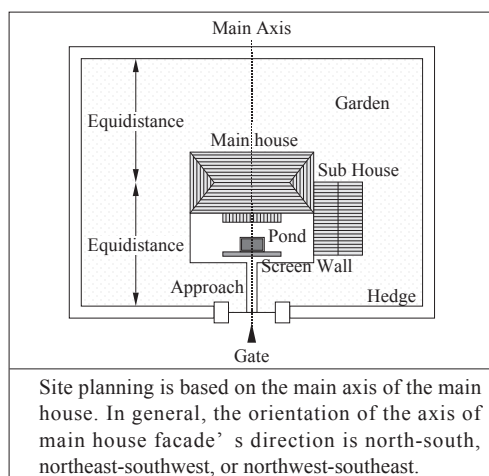 Main Axis
Garden
Equidistance
Main house
Sub House
Equidistance
Pond
Screen Wall
Approach
Hedge
Gate
Site planning is based on the main axis of the main
house. In general, the orientation of the axis of
main house facade’ s direction is north-south,
northeast-southwest, or northwest-southeast.